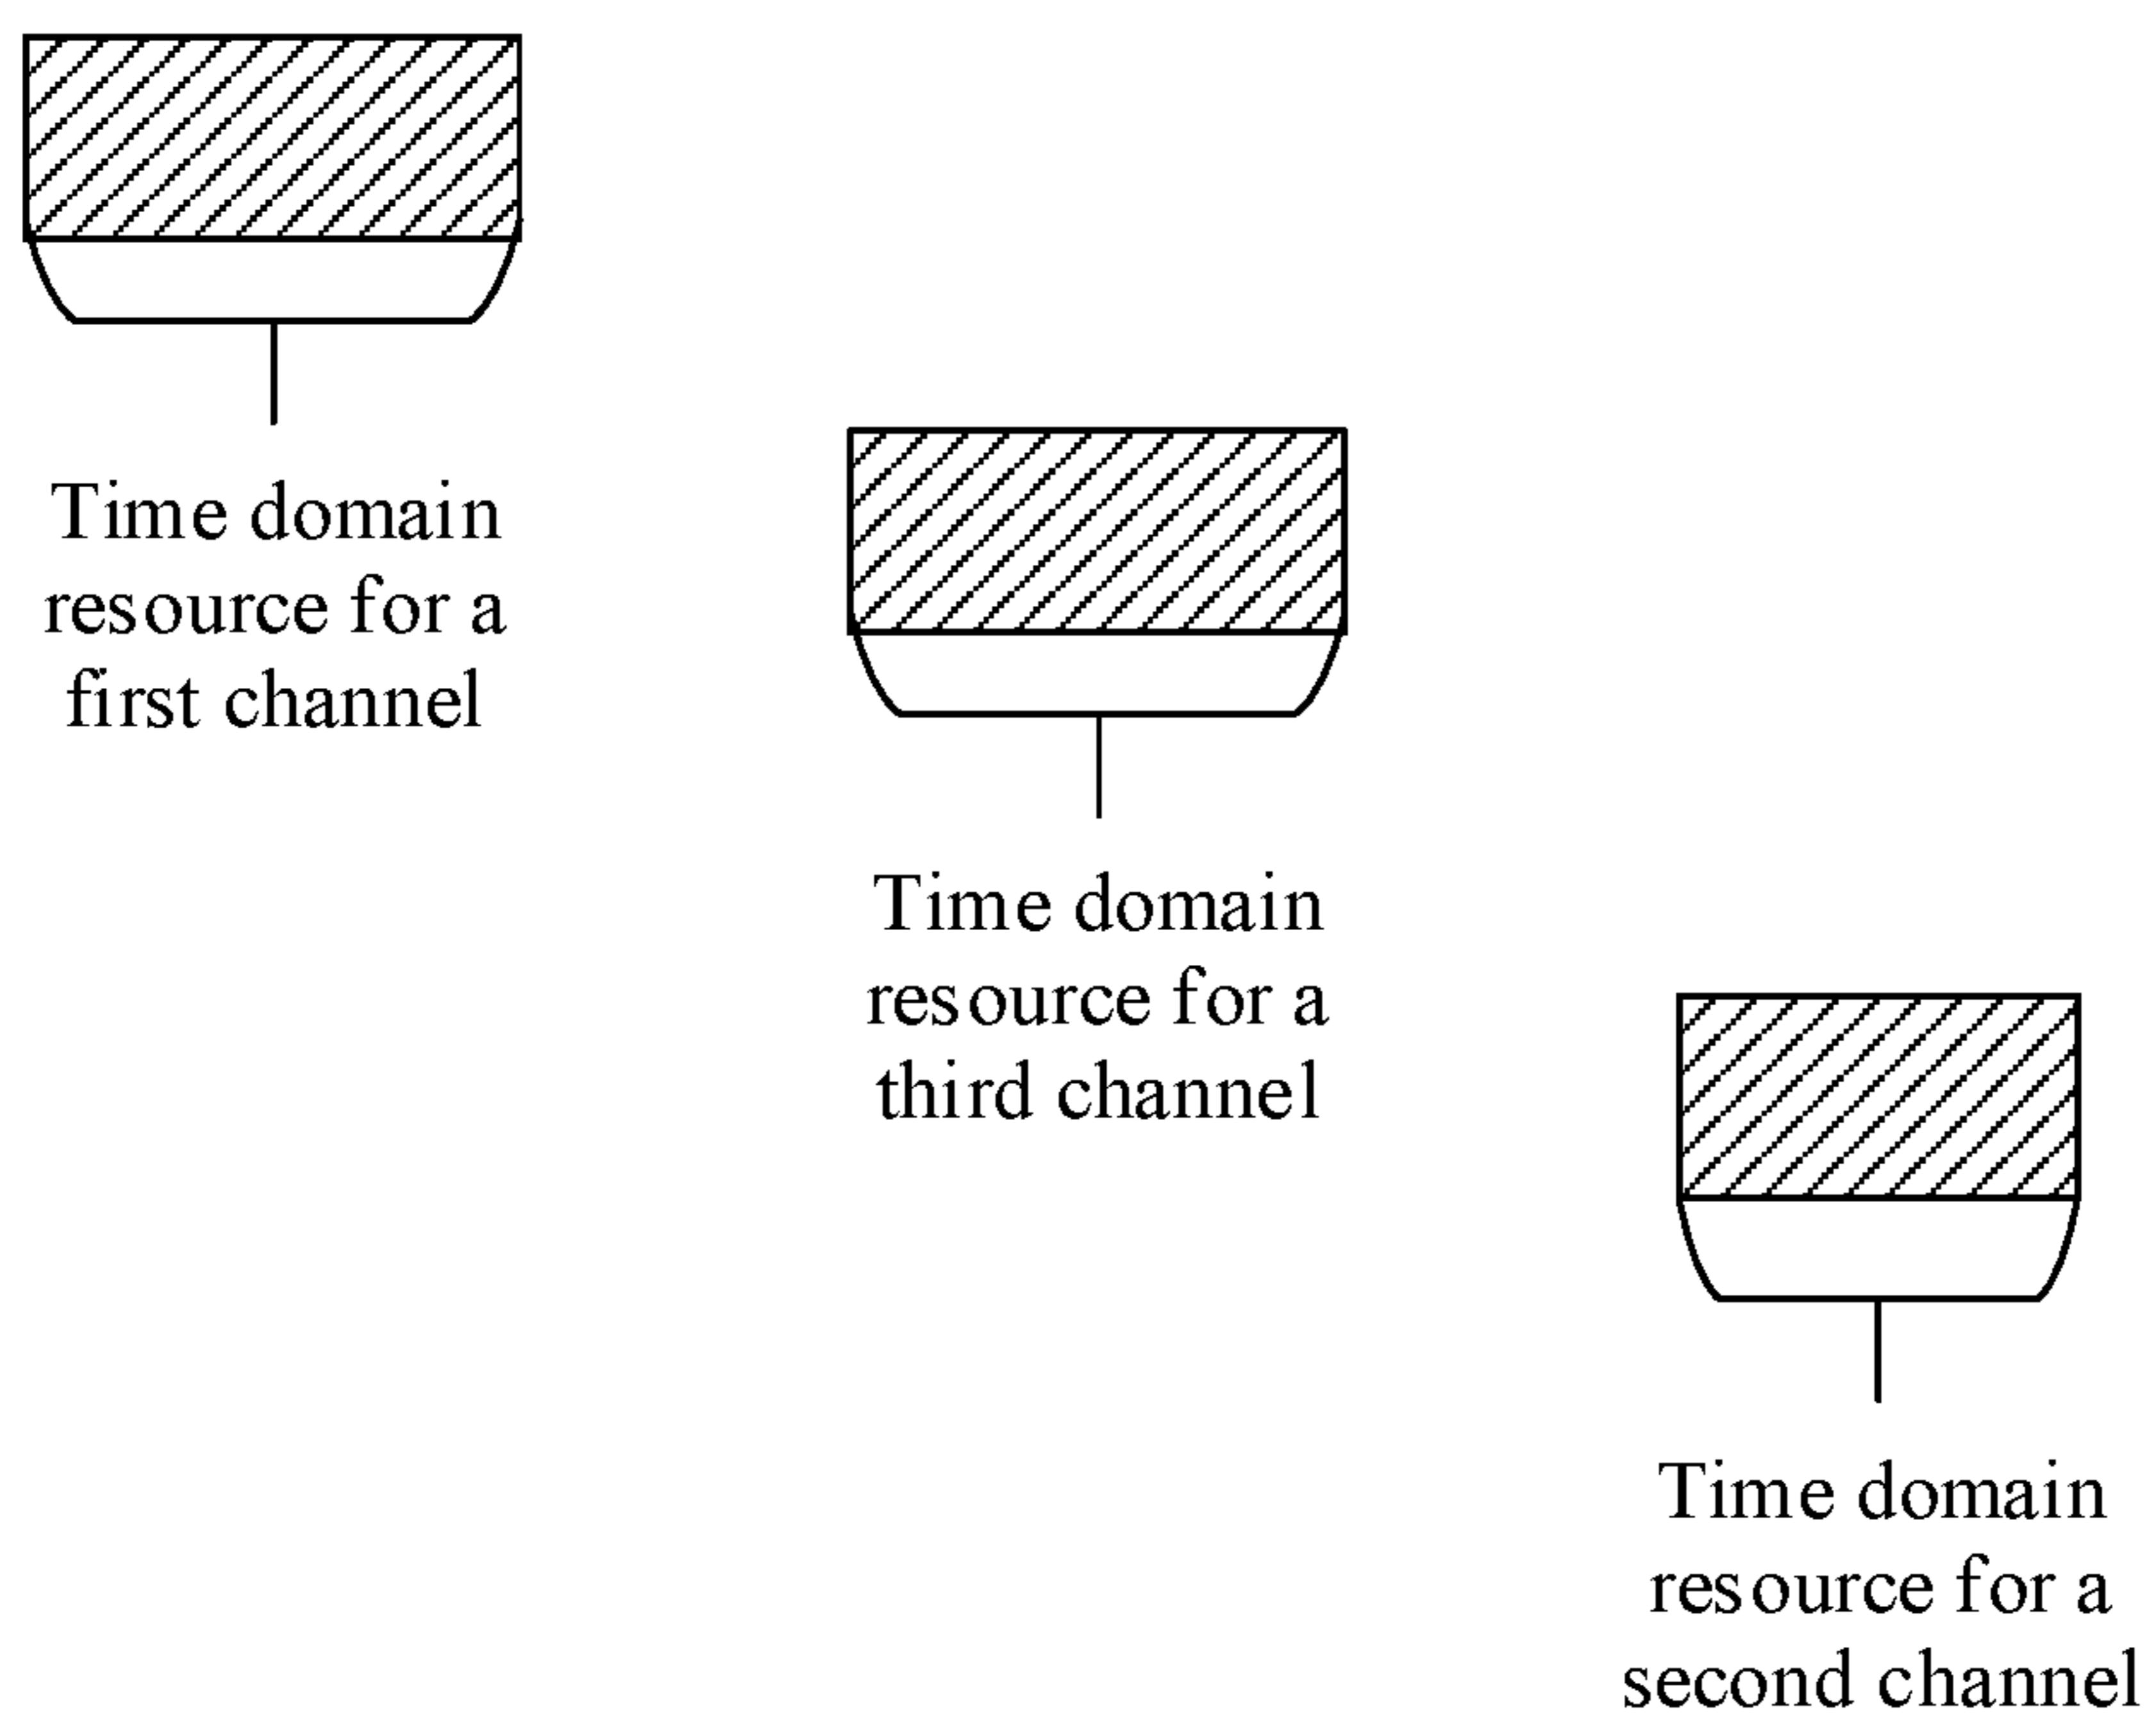 Time domain
resource for a
first channel
Time domain
resource for a
third channel
Time domain
resource for a
second channel